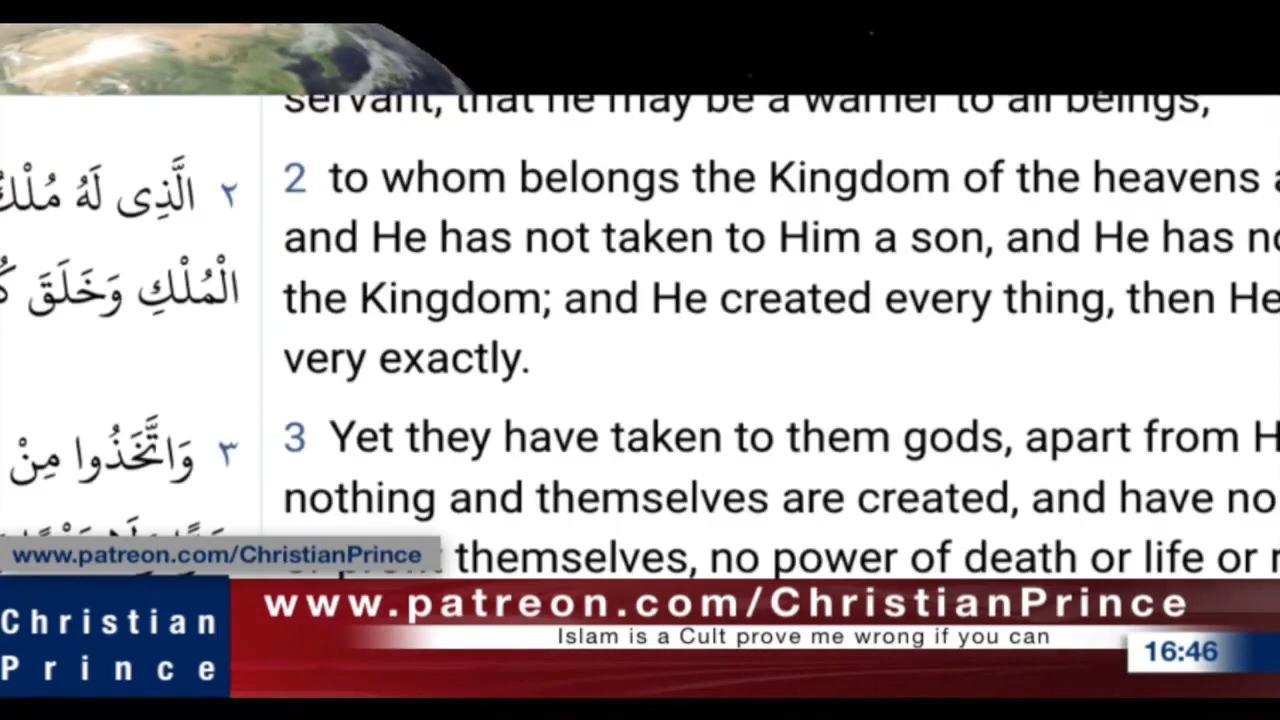 servant, that he may be a warner to all beings,
2 to whom belongs the Kingdom of the heavens
and He has not taken to Him a son, and He has
the Kingdom; and He created every thing, then He
very exactly.
3 Yet they have taken to them gods, apart from
nothing and themselves are created, and have no
themselves, no power of death or life or
٢ الَّذِى لَهُ مُلْكُ
الْمُلْكِ وَخَلَقَ
٣ وَاتَّخَذُوا مِنْ
www.patreon.com/ChristianPrince
Christian
Prince
www.patreon.com/ChristianPrince
Islam is a Cult prove me wrong if you can
16:46